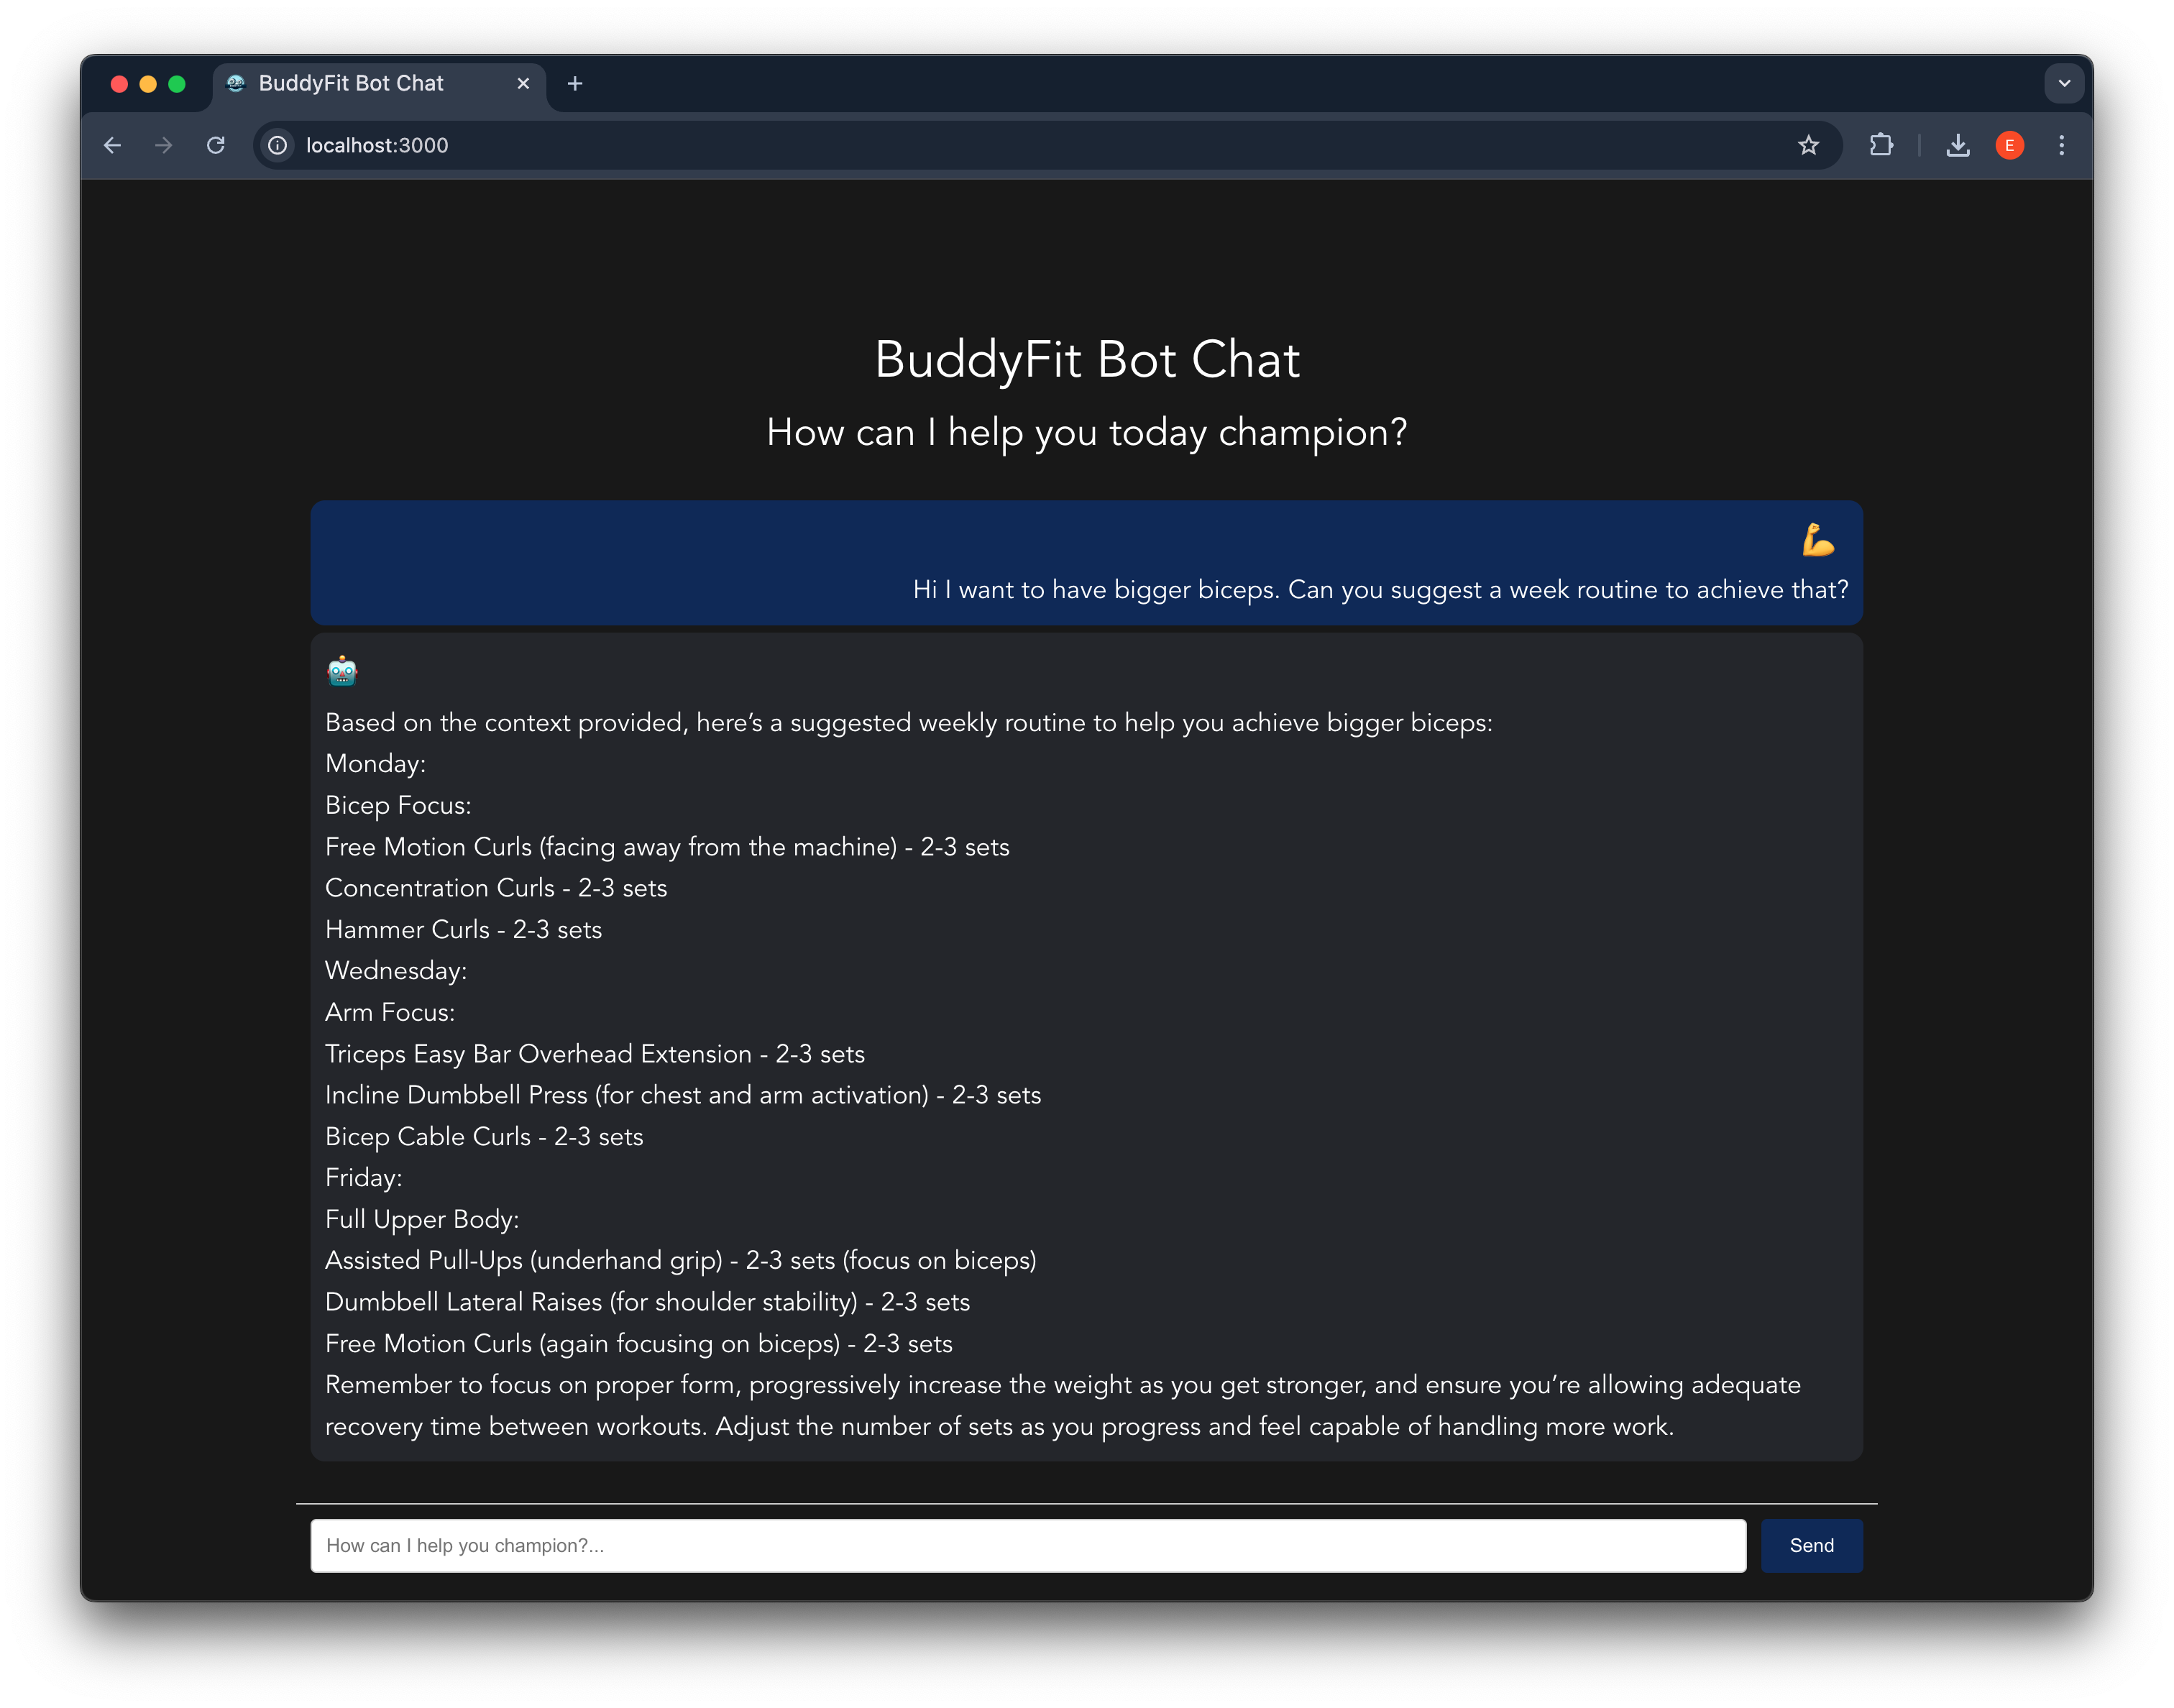 BuddyFit Bot Chat
localhost:3000
E
BuddyFit Bot Chat
How can I help you today champion?
Hi I want to have bigger biceps. Can you suggest a week routine to achieve that?
Based on the context provided, here’s a suggested weekly routine to help you achieve bigger biceps:
Monday:
Bicep Focus:
Free Motion Curls (facing away from the machine) - 2-3 sets
Concentration Curls - 2-3 sets
Hammer Curls - 2-3 sets
Wednesday:
Arm Focus:
Triceps Easy Bar Overhead Extension - 2-3 sets
Incline Dumbbell Press (for chest and arm activation) - 2-3 sets
Bicep Cable Curls - 2-3 sets
Friday:
Full Upper Body:
Assisted Pull-Ups (underhand grip) - 2-3 sets (focus on biceps)
Dumbbell Lateral Raises (for shoulder stability) - 2-3 sets
Free Motion Curls (again focusing on biceps) - 2-3 sets
Remember to focus on proper form, progressively increase the weight as you get stronger, and ensure you’re allowing adequate
recovery time between workouts. Adjust the number of sets as you progress and feel capable of handling more work.
How can I help you champion?...
Send